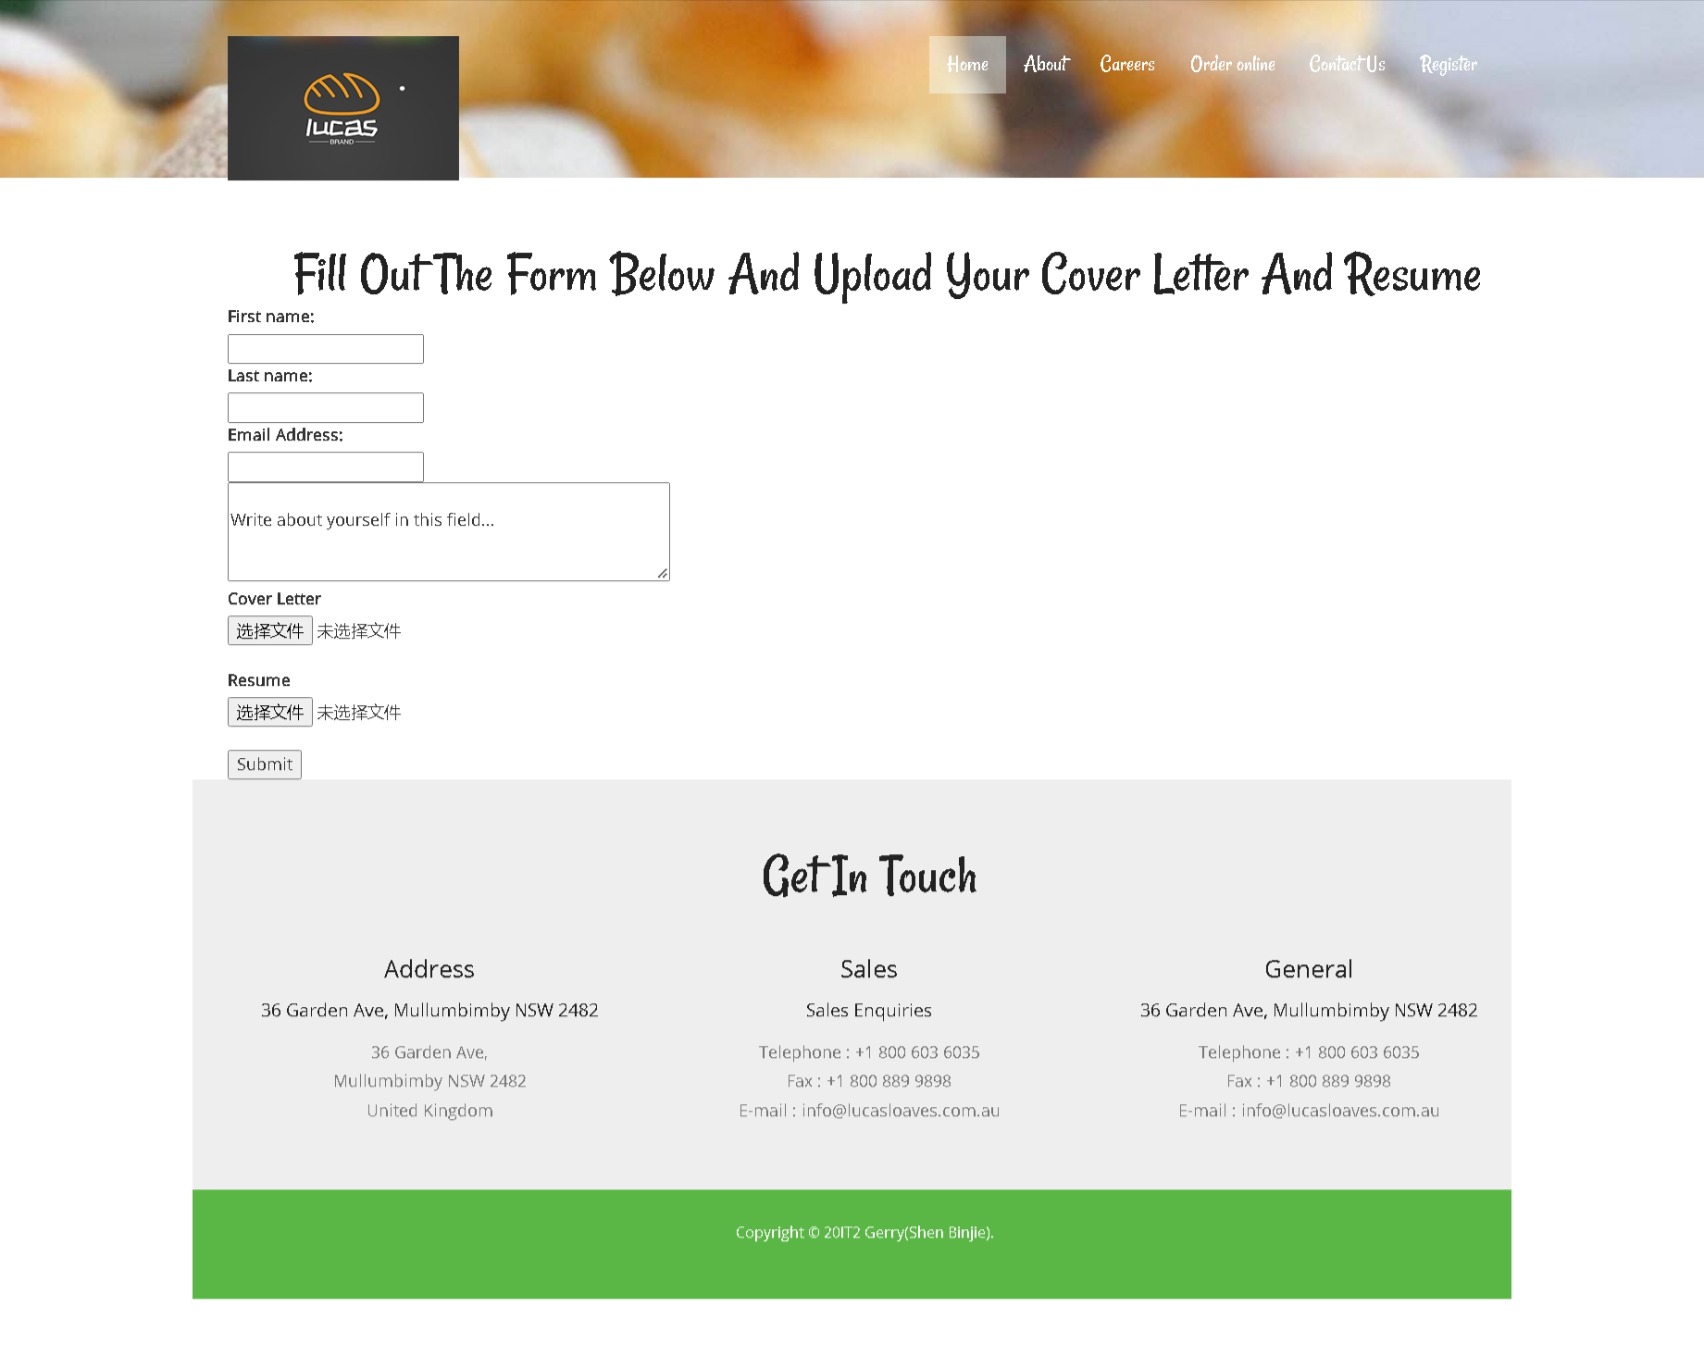 lucas
BRAND
Home About Careers Order online Contact Us Register
Fill Out The Form Below And Upload Your Cover Letter And Resume
First name:
Last name:
Email Address:
Write about yourself in this field...
Cover Letter
选择文件 未选择文件
Resume
选择文件 未选择文件
Submit
Get In Touch
Address
36 Garden Ave, Mullumbimby NSW 2482
36 Garden Ave,
Mullumbimby NSW 2482
United Kingdom
Sales
Sales Enquiries
Telephone : +1 800 603 6035
Fax : +1 800 889 9898
E-mail : info@lucasloaves.com.au
General
36 Garden Ave, Mullumbimby NSW 2482
Telephone : +1 800 603 6035
Fax : +1 800 889 9898
E-mail : info@lucasloaves.com.au
Copyright © 20IT2 Gerry(Shen Binjie).